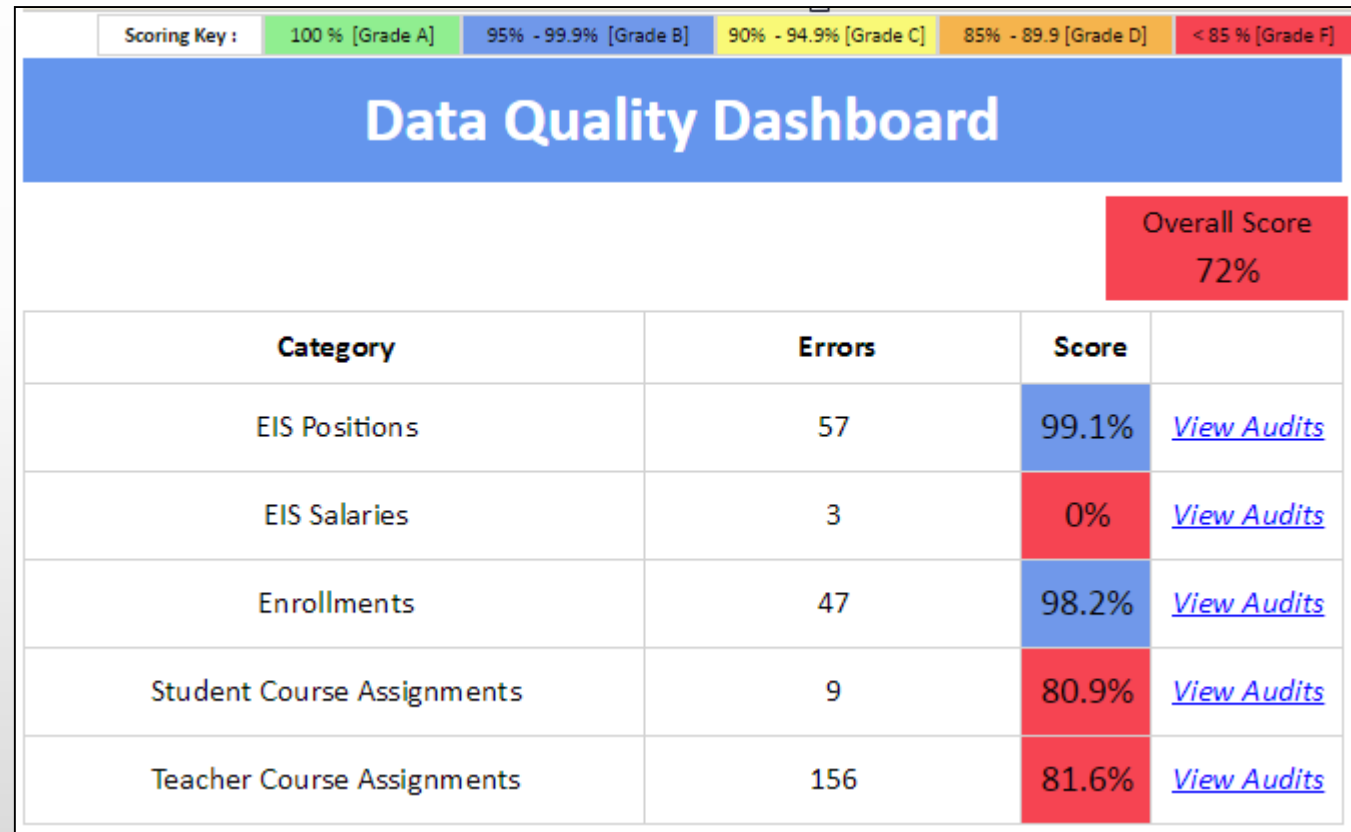 Scoring Key : 100 % [Grade A] 95% - 99.9% [Grade B] 90% - 94.9% [Grade C] 85% - 89.9 [Grade D] < 85 % [Grade F]
Data Quality Dashboard
Overall Score
72%
Category Errors Score
EIS Positions 57 99.1% View Audits
EIS Salaries 3 0% View Audits
Enrollments 47 98.2% View Audits
Student Course Assignments 9 80.9% View Audits
Teacher Course Assignments 156 81.6% View Audits